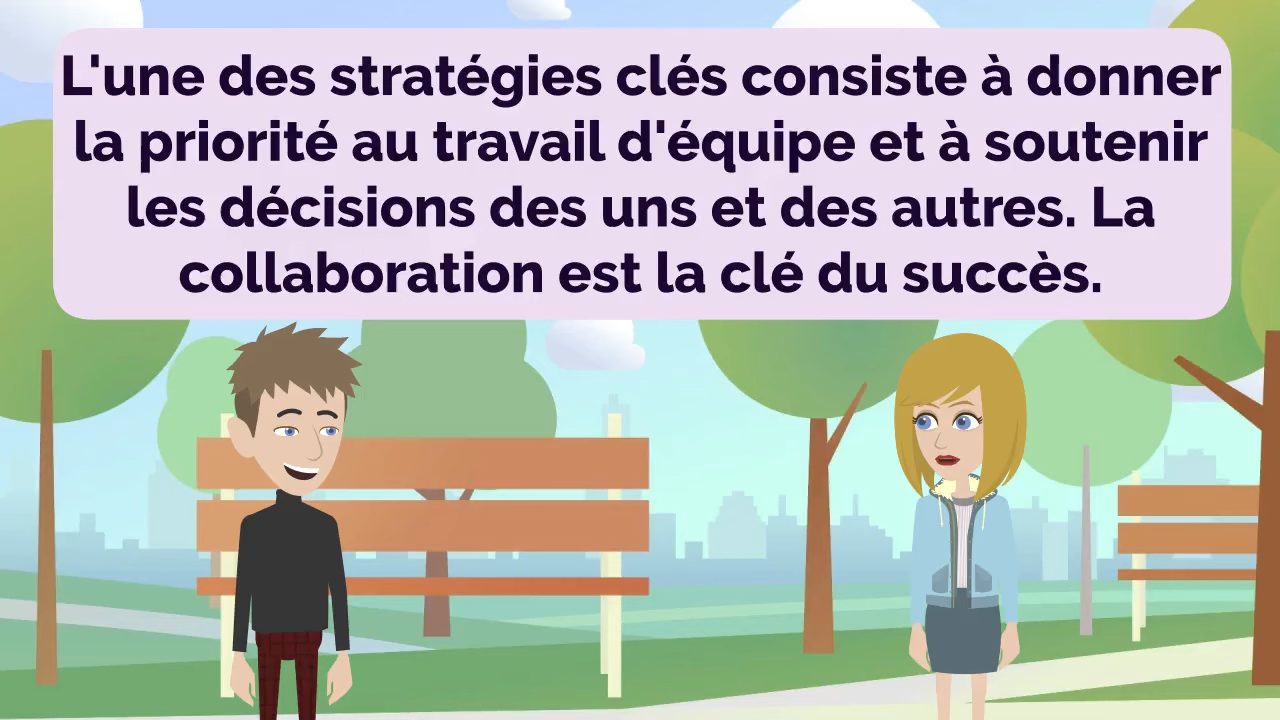 L'une des stratégies clés consiste à donner
la priorité au travail d'équipe et à soutenir
les décisions des uns et des autres. La
collaboration est la clé du succès.